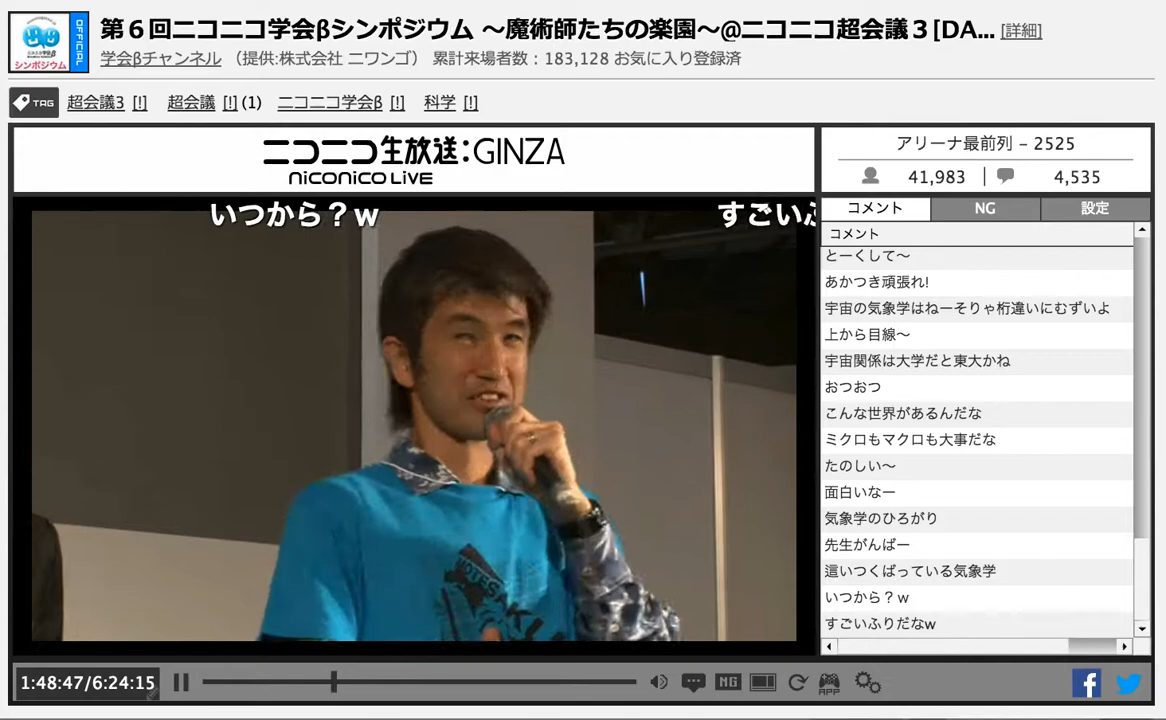 第6回ニコニコ学会βシンポジウム ～魔術師たちの楽園～@ニコニコ超会議３[DA... [詳細]
シンポジウム
OFFICIAL
学会βチャンネル （提供:株式会社 ニワンゴ） 累計来場者数：183,128 お気に入り登録済
TAG 超会議3 [!] 超会議 [!](1) ニコニコ学会β [!] 科学 [!]
ニコニコ生放送:GINZA
niconico Live
いつから？w
すごいふ
アリーナ最前列 – 2525
41,983 | 4,535
コメント NG 設定
コメント
とーくして〜
あかつき頑張れ!
宇宙の気象学はねーそりゃ桁違いにむずいよ
上から目線〜
宇宙関係は大学だと東大かね
おつおつ
こんな世界があるんだな
ミクロもマクロも大事だな
たのしい〜
面白いなー
気象学のひろがり
先生がんばー
這いつくばっている気象学
いつから？w
すごいふりだなw
1:48:47/6:24:15
NG
APP